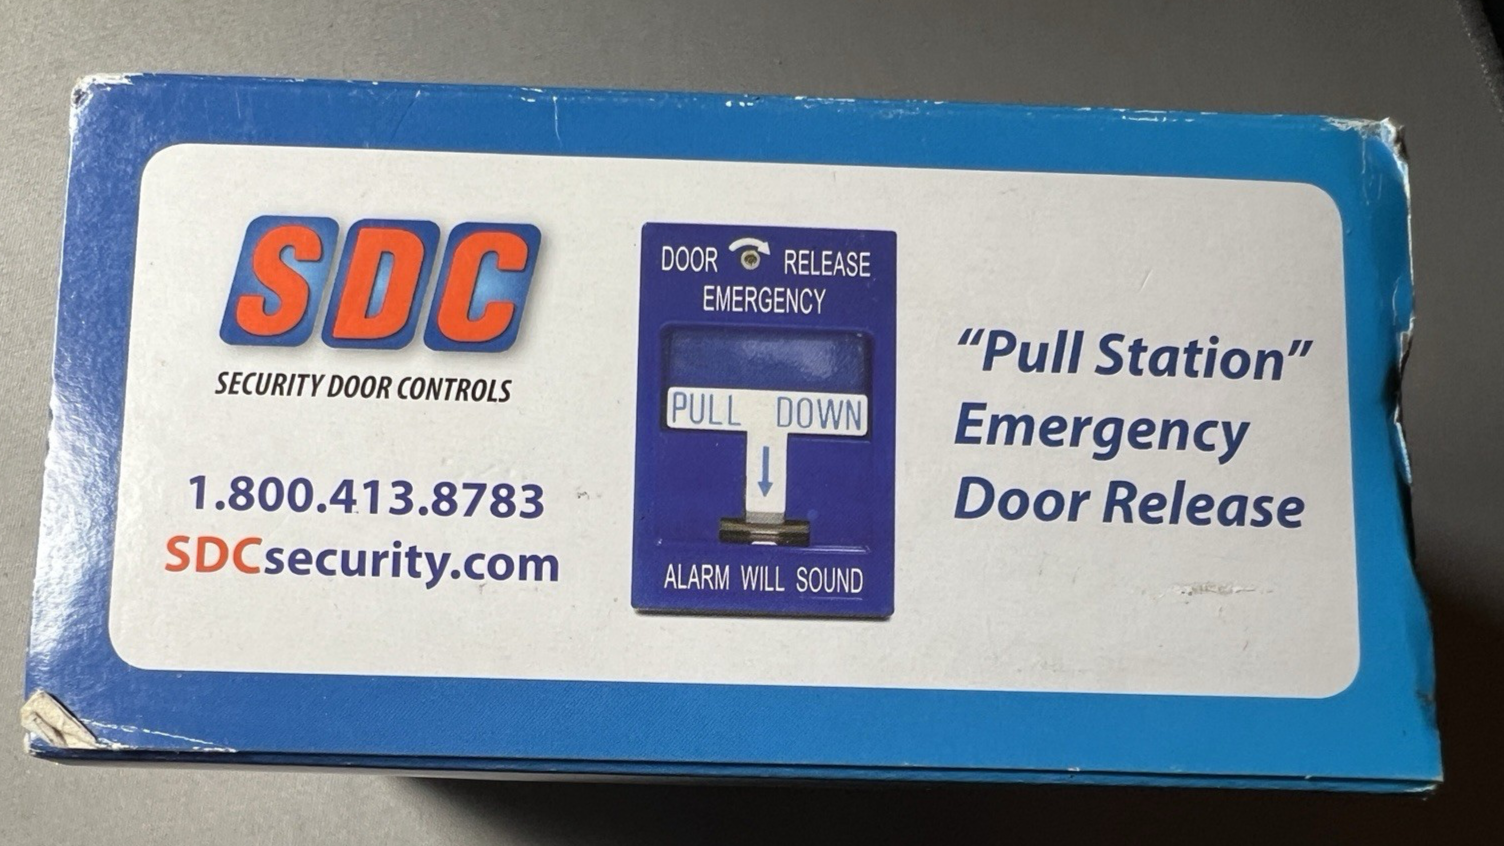 SDC
SECURITY DOOR CONTROLS
1.800.413.8783
SDCsecurity.com
DOOR RELEASE
EMERGENCY
PULL DOWN
ALARM WILL SOUND
“Pull Station”
Emergency
Door Release